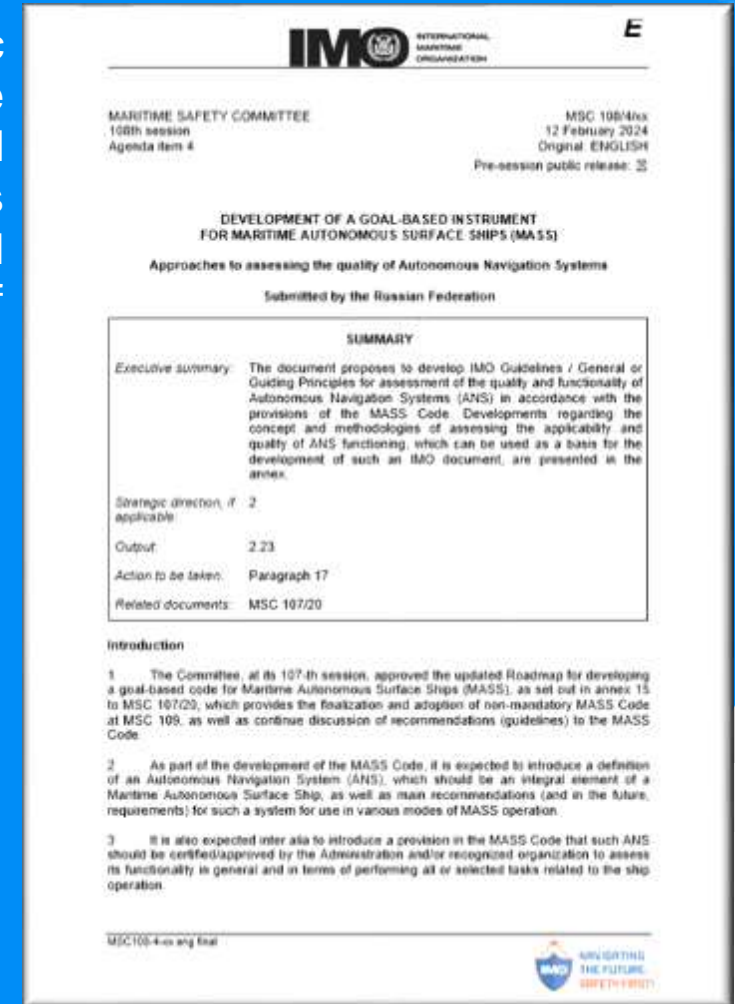 c
e
l
s
l
f
IMO INTERNATIONAL
MARITIME
ORGANIZATION
E
MARITIME SAFETY COMMITTEE
108th session
Agenda item 4
MSC 108/4/xx
12 February 2024
Original: ENGLISH
Pre-session public release: ☒
DEVELOPMENT OF A GOAL-BASED INSTRUMENT
FOR MARITIME AUTONOMOUS SURFACE SHIPS (MASS)
Approaches to assessing the quality of Autonomous Navigation Systems
Submitted by the Russian Federation
SUMMARY
Executive summary: The document proposes to develop IMO Guidelines / General or
Guiding Principles for assessment of the quality and functionality of
Autonomous Navigation Systems (ANS) in accordance with the
provisions of the MASS Code. Developments regarding the
concept and methodologies of assessing the applicability and
quality of ANS functioning, which can be used as a basis for the
development of such an IMO document, are presented in the
annex.
Strategic direction, if 2
applicable:
Output: 2.23
Action to be taken: Paragraph 17
Related documents: MSC 107/20
Introduction
1 The Committee, at its 107-th session, approved the updated Roadmap for developing
a goal-based code for Maritime Autonomous Surface Ships (MASS), as set out in annex 15
to MSC 107/20, which provides the finalization and adoption of non-mandatory MASS Code
at MSC 109, as well as continue discussion of recommendations (guidelines) to the MASS
Code.
2 As part of the development of the MASS Code, it is expected to introduce a definition
of an Autonomous Navigation System (ANS), which should be an integral element of a
Maritime Autonomous Surface Ship, as well as main recommendations (and in the future,
requirements) for such a system for use in various modes of MASS operation.
3 It is also expected inter alia to introduce a provision in the MASS Code that such ANS
should be certified/approved by the Administration and/or recognized organization to assess
its functionality in general and in terms of performing all or selected tasks related to the ship
operation.
MSC108-4-xx eng final
IMO
NAVIGATING
THE FUTURE:
SAFETY FIRST!